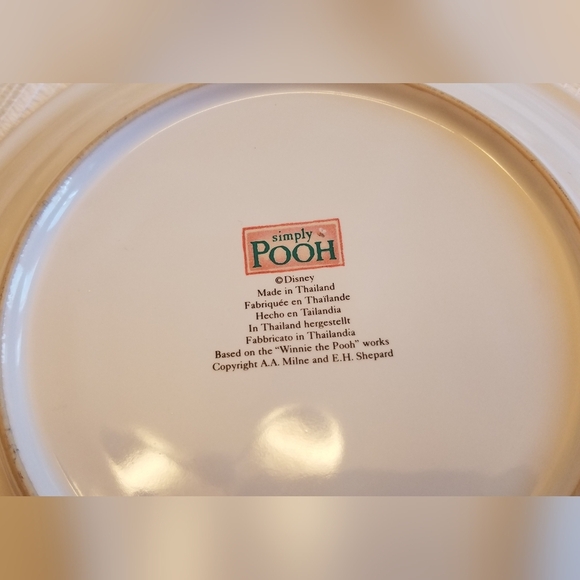 simply
POOH
©Disney
Made in Thailand
Fabriquée en Thaïlande
Hecho en Tailandia
In Thailand hergestellt
Fabbricato in Thailandia
Based on the "Winnie the Pooh" works
Copyright A.A. Milne and E.H. Shepard